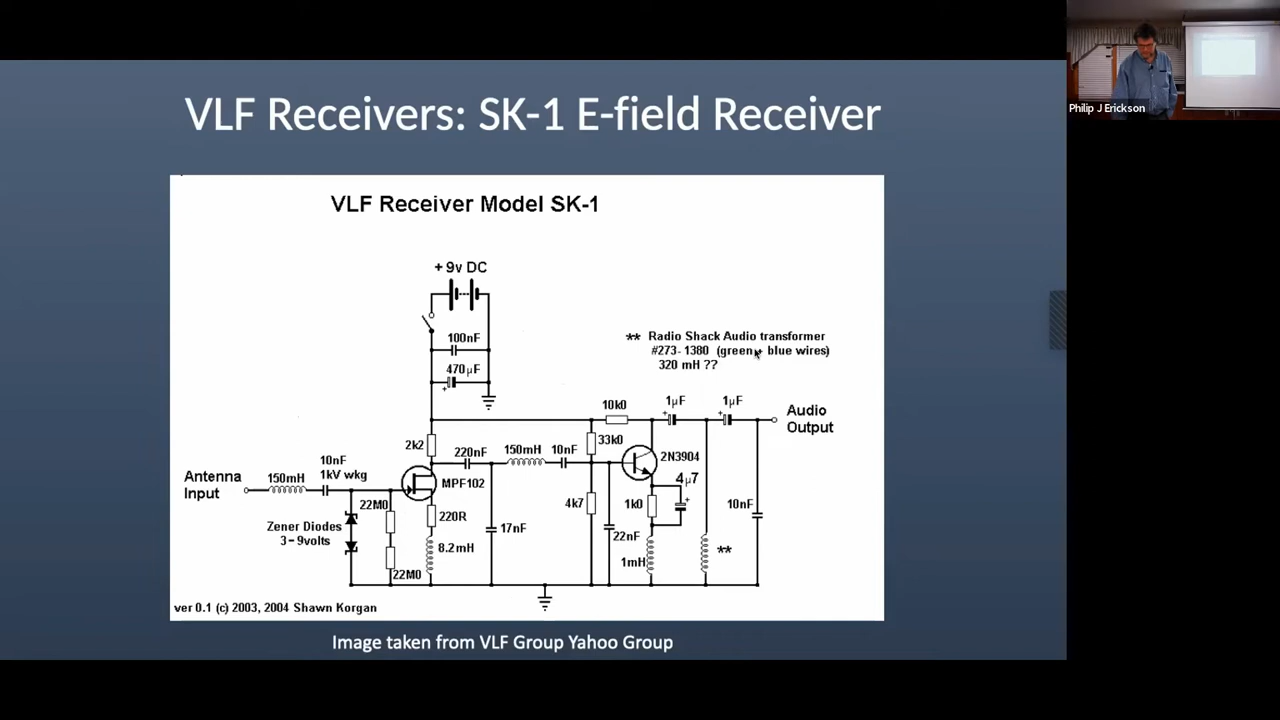 VLF Receivers: SK-1 E-field Receiver
Philip J Erickson
VLF Receiver Model SK-1
+ 9v DC
100nF
470µF
+
** Radio Shack Audio transformer
#273-1380 (green + blue wires)
320 mH ??
10k0
1µF
+
1µF
+
Audio
Output
2k2
220nF
150mH
10nF
33k0
2N3904
Antenna
Input
150mH
10nF
1kV wkg
MPF102
22M0
Zener Diodes
3-9volts
220R
8.2mH
17nF
4k7
22nF
1k0
4µ7
+
1mH
**
10nF
22M0
ver 0.1 (c) 2003, 2004 Shawn Korgan
Image taken from VLF Group Yahoo Group